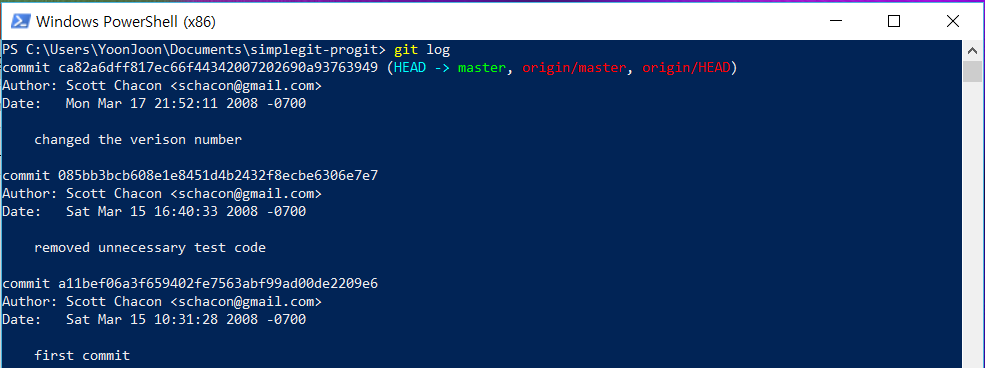 Windows PowerShell (x86)
PS C:\Users\YoonJoon\Documents\simplegit-progit> git log
commit ca82a6dff817ec66f44342007202690a93763949 (HEAD -> master, origin/master, origin/HEAD)
Author: Scott Chacon <schacon@gmail.com>
Date:   Mon Mar 17 21:52:11 2008 -0700
changed the verison number
commit 085bb3bcb608e1e8451d4b2432f8ecbe6306e7e7
Author: Scott Chacon <schacon@gmail.com>
Date:   Sat Mar 15 16:40:33 2008 -0700
removed unnecessary test code
commit a11bef06a3f659402fe7563abf99ad00de2209e6
Author: Scott Chacon <schacon@gmail.com>
Date:   Sat Mar 15 10:31:28 2008 -0700
first commit